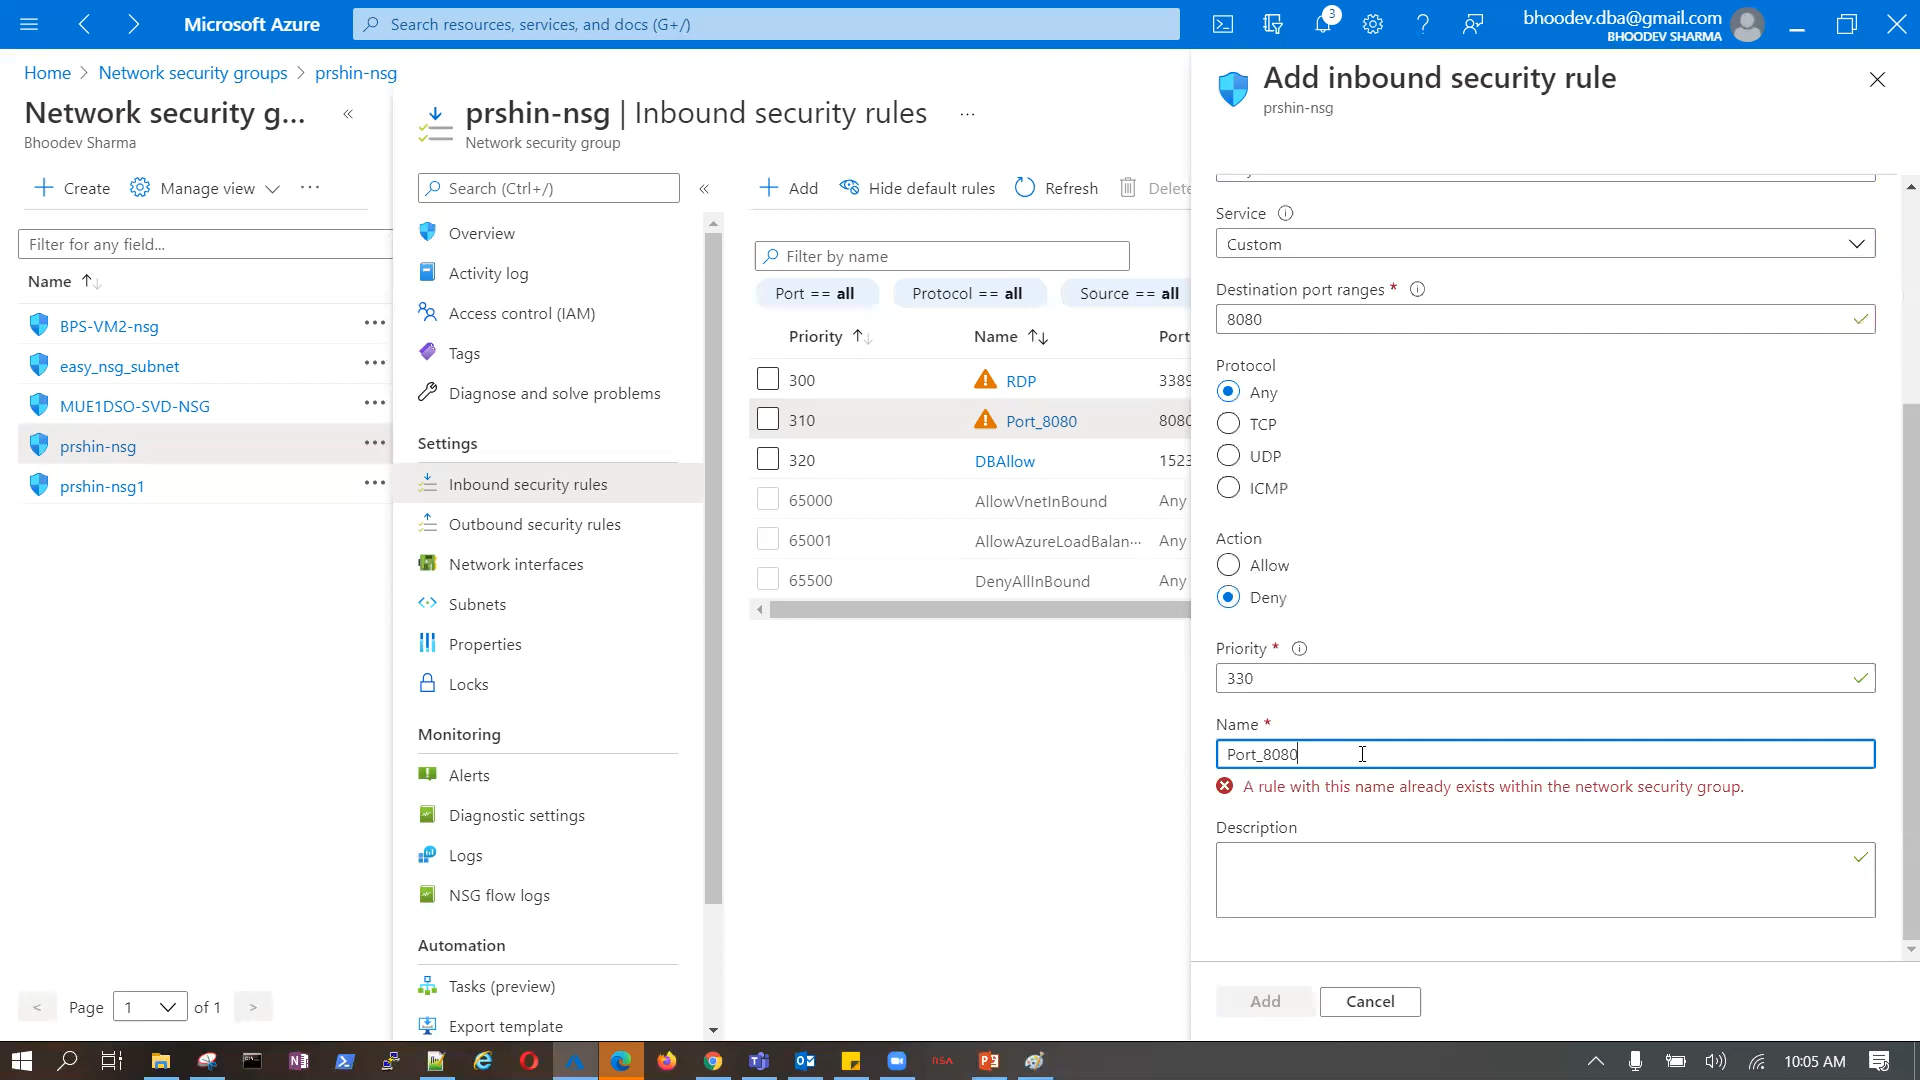 Microsoft Azure
Search resources, services, and docs (G+/)
3
bhoodev.dba@gmail.com
BHOODEV SHARMA
Home > Network security groups > prshin-nsg
Network security g...
Bhoodev Sharma
Create
Manage view
Filter for any field...
Name
BPS-VM2-nsg
easy_nsg_subnet
MUE1DSO-SVD-NSG
prshin-nsg
prshin-nsg1
< Page 1 of 1 >
prshin-nsg | Inbound security rules
Network security group
Search (Ctrl+/)
Overview
Activity log
Access control (IAM)
Tags
Diagnose and solve problems
Settings
Inbound security rules
Outbound security rules
Network interfaces
Subnets
Properties
Locks
Monitoring
Alerts
Diagnostic settings
Logs
NSG flow logs
Automation
Tasks (preview)
Export template
Add
Hide default rules
Refresh
Delete
Filter by name
Port == all
Protocol == all
Source == all
Priority Name Port
300 RDP 3389
310 Port_8080 8080
320 DBAllow 1523
65000 AllowVnetInBound Any
65001 AllowAzureLoadBalan··· Any
65500 DenyAllInBound Any
Add inbound security rule
prshin-nsg
Service
Custom
Destination port ranges *
8080
Protocol
Any
TCP
UDP
ICMP
Action
Allow
Deny
Priority *
330
Name *
Port_8080
A rule with this name already exists within the network security group.
Description
Add
Cancel
RSA
10:05 AM